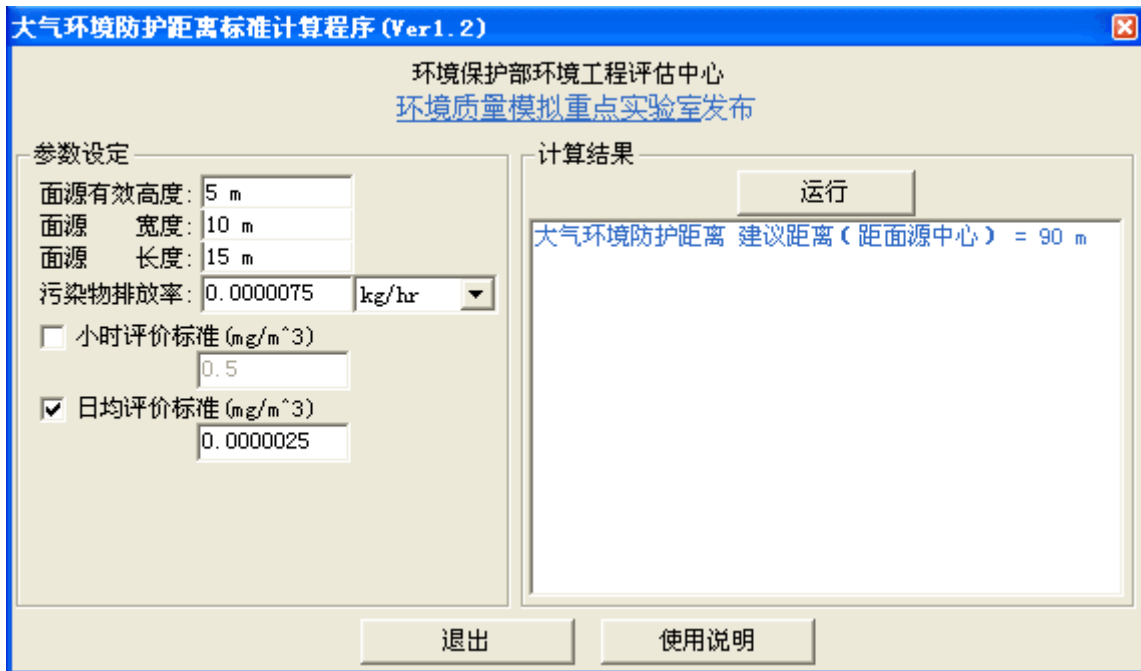 大气环境防护距离标准计算程序(Ver1.2)
环境保护部环境工程评估中心
环境质量模拟重点实验室发布
参数设定
面源有效高度: 5 m
面源 宽度: 10 m
面源 长度: 15 m
污染物排放率: 0.0000075 kg/hr
小时评价标准(mg/m^3)
0.5
日均评价标准(mg/m^3)
0.0000025
计算结果
运行
大气环境防护距离 建议距离(距面源中心) = 90 m
退出 使用说明